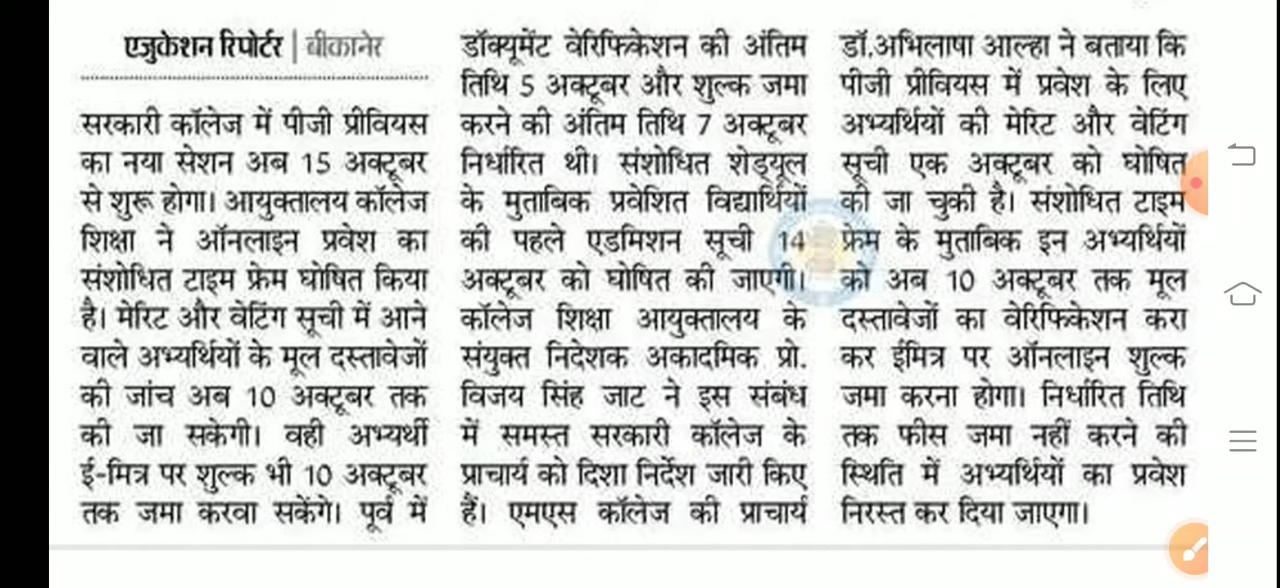 एजुकेशन रिपोर्टर | बीकानेर
सरकारी कॉलेज में पीजी प्रीवियस
का नया सेशन अब 15 अक्टूबर
से शुरू होगा। आयुक्तालय कॉलेज
शिक्षा ने ऑनलाइन प्रवेश का
संशोधित टाइम फ्रेम घोषित किया
है। मेरिट और वेटिंग सूची में आने
वाले अभ्यर्थियों के मूल दस्तावेजों
की जांच अब 10 अक्टूबर तक
की जा सकेगी। वही अभ्यर्थी
ई-मित्र पर शुल्क भी 10 अक्टूबर
तक जमा करवा सकेंगे। पूर्व में
डॉक्यूमेंट वेरिफिकेशन की अंतिम
तिथि 5 अक्टूबर और शुल्क जमा
करने की अंतिम तिथि 7 अक्टूबर
निर्धारित थी। संशोधित शेड्यूल
के मुताबिक प्रवेशित विद्यार्थियों
की पहले एडमिशन सूची 14
अक्टूबर को घोषित की जाएगी।
कॉलेज शिक्षा आयुक्तालय के
संयुक्त निदेशक अकादमिक प्रो.
विजय सिंह जाट ने इस संबंध
में समस्त सरकारी कॉलेज के
प्राचार्य को दिशा निर्देश जारी किए
हैं। एमएस कॉलेज की प्राचार्य
डॉ.अभिलाषा आल्हा ने बताया कि
पीजी प्रीवियस में प्रवेश के लिए
अभ्यर्थियों की मेरिट और वेटिंग
सूची एक अक्टूबर को घोषित
की जा चुकी है। संशोधित टाइम
फ्रेम के मुताबिक इन अभ्यर्थियों
को अब 10 अक्टूबर तक मूल
दस्तावेजों का वेरिफिकेशन करा
कर ईमित्र पर ऑनलाइन शुल्क
जमा करना होगा। निर्धारित तिथि
तक फीस जमा नहीं करने की
स्थिति में अभ्यर्थियों का प्रवेश
निरस्त कर दिया जाएगा।